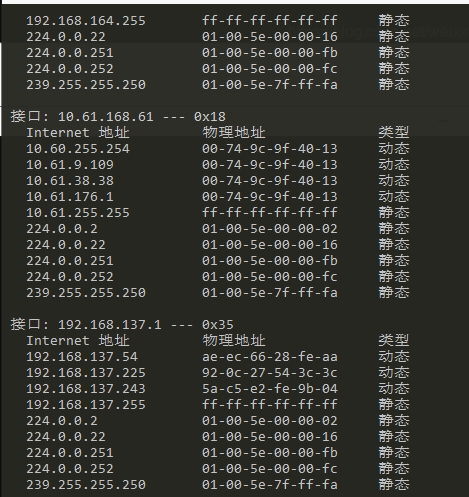 192.168.164.255 ff-ff-ff-ff-ff-ff 静态
224.0.0.22 01-00-5e-00-00-16 静态
224.0.0.251 01-00-5e-00-00-fb 静态
224.0.0.252 01-00-5e-00-00-fc 静态
239.255.255.250 01-00-5e-7f-ff-fa 静态
接口: 10.61.168.61 --- 0x18
Internet 地址 物理地址 类型
10.60.255.254 00-74-9c-9f-40-13 动态
10.61.9.109 00-74-9c-9f-40-13 动态
10.61.38.38 00-74-9c-9f-40-13 动态
10.61.176.1 00-74-9c-9f-40-13 动态
10.61.255.255 ff-ff-ff-ff-ff-ff 静态
224.0.0.2 01-00-5e-00-00-02 静态
224.0.0.22 01-00-5e-00-00-16 静态
224.0.0.251 01-00-5e-00-00-fb 静态
224.0.0.252 01-00-5e-00-00-fc 静态
239.255.255.250 01-00-5e-7f-ff-fa 静态
接口: 192.168.137.1 --- 0x35
Internet 地址 物理地址 类型
192.168.137.54 ae-ec-66-28-fe-aa 动态
192.168.137.225 92-0c-27-54-3c-3c 动态
192.168.137.243 5a-c5-e2-fe-9b-04 动态
192.168.137.255 ff-ff-ff-ff-ff-ff 静态
224.0.0.2 01-00-5e-00-00-02 静态
224.0.0.22 01-00-5e-00-00-16 静态
224.0.0.251 01-00-5e-00-00-fb 静态
224.0.0.252 01-00-5e-00-00-fc 静态
239.255.255.250 01-00-5e-7f-ff-fa 静态